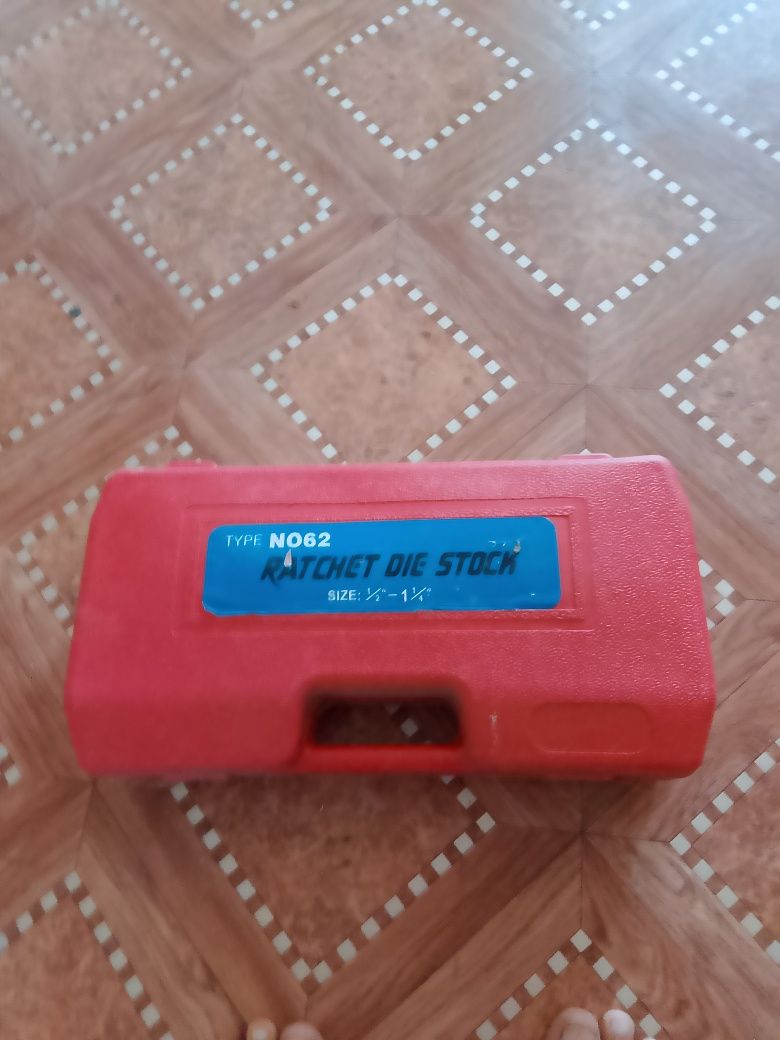 TYPE NO62
RATCHET DIE STOCK
SIZE: ½"-1¼"